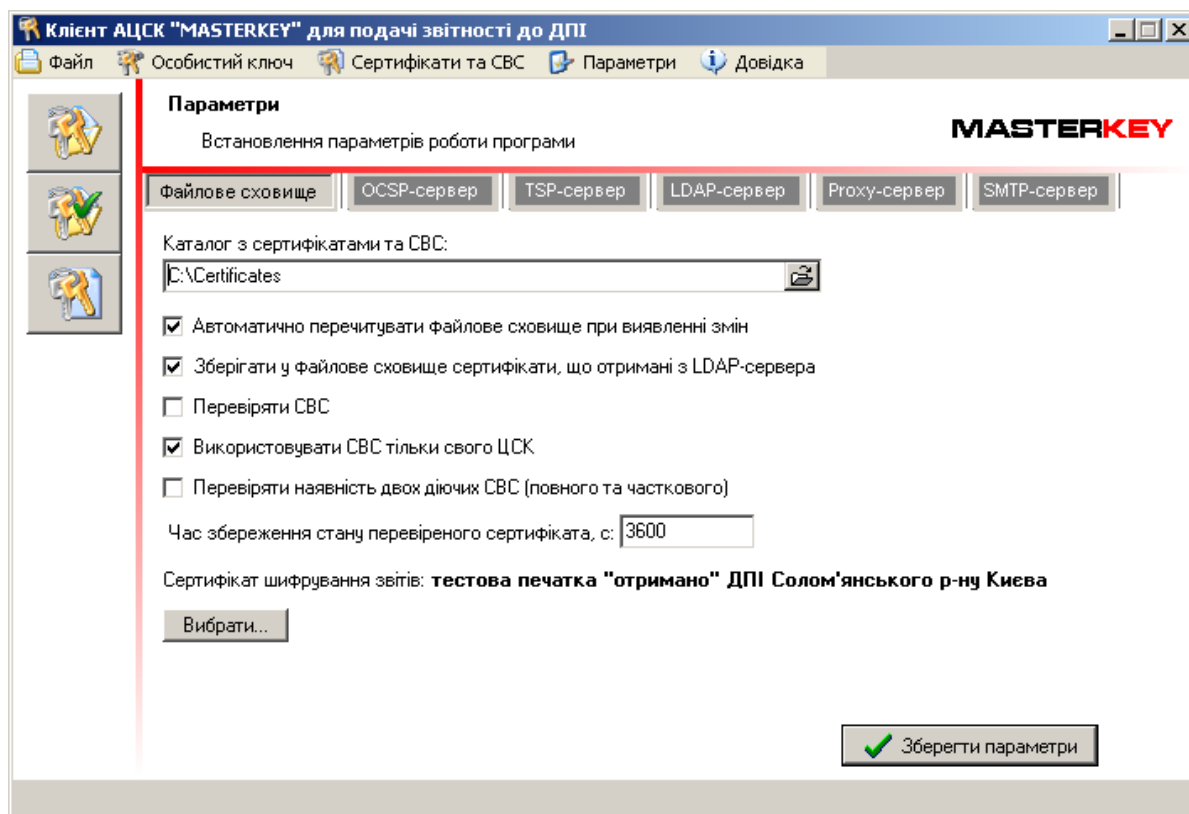 Клієнт АЦСК "MASTERKEY" для подачі звітності до ДПІ
Файл Особистий ключ Сертифікати та СВС Параметри Довідка
Параметри
Встановлення параметрів роботи програми
MASTERKEY
Файлове сховище OCSP-сервер TSP-сервер LDAP-сервер Proxy-сервер SMTP-сервер
Каталог з сертифікатами та СВС:
C:\Certificates
Автоматично перечитувати файлове сховище при виявленні змін
Зберігати у файлове сховище сертифікати, що отримані з LDAP-сервера
Перевіряти СВС
Використовувати СВС тільки свого ЦСК
Перевіряти наявність двох діючих СВС (повного та часткового)
Час збереження стану перевіреного сертифіката, с: 3600
Сертифікат шифрування звітів: тестова печатка "отримано" ДПІ Солом'янського р-ну Києва
Вибрати...
Зберегти параметри